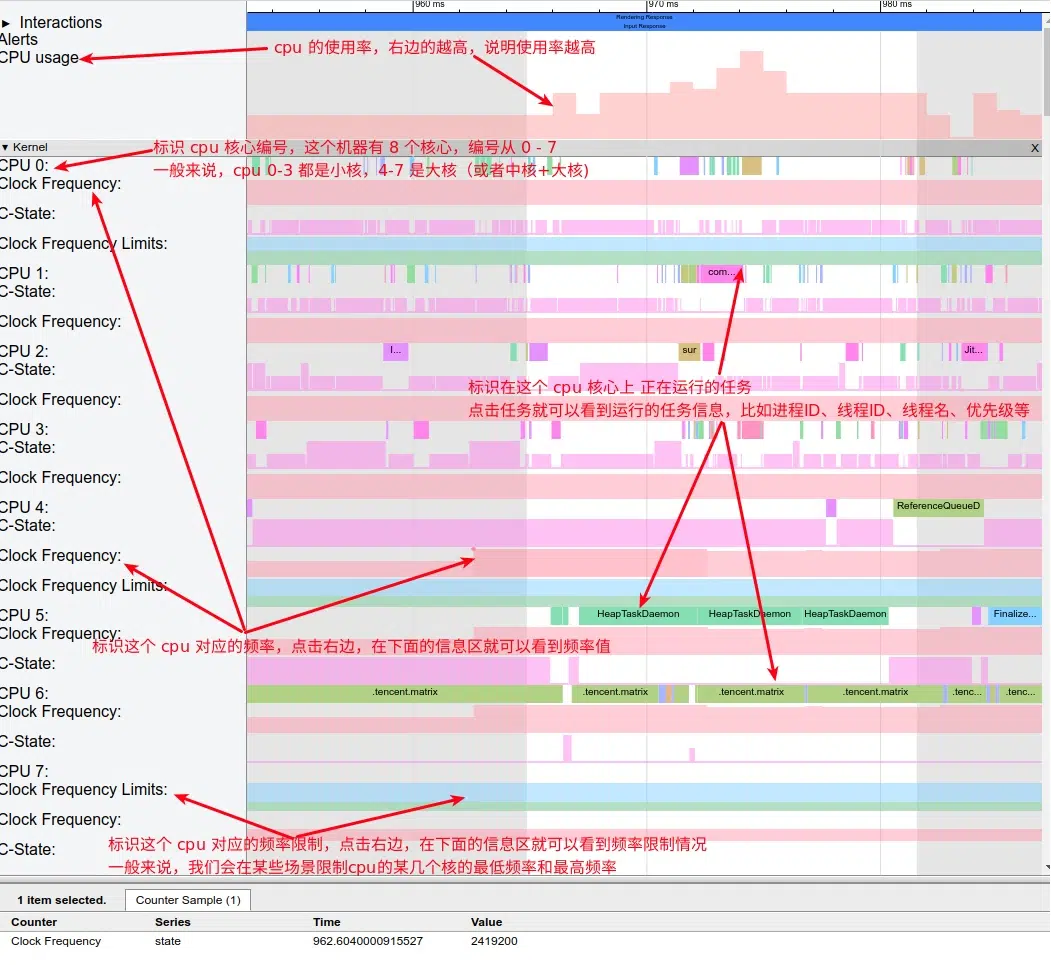 960 ms
970 ms
980 ms
▸ Interactions
Rendering Response
Input Response
Alerts
CPU usage
cpu 的使用率，右边的越高，说明使用率越高
▾ Kernel
X
标识 cpu 核心编号，这个机器有 8 个核心，编号从 0 - 7
CPU 0:
一般来说，cpu 0-3 都是小核，4-7 是大核（或者中核+大核)
Clock Frequency:
C-State:
Clock Frequency Limits:
CPU 1:
com...
C-State:
Clock Frequency:
CPU 2:
I...
sur
Jit...
C-State:
标识在这个 cpu 核心上 正在运行的任务
Clock Frequency:
点击任务就可以看到运行的任务信息，比如进程ID、线程ID、线程名、优先级等
CPU 3:
C-State:
Clock Frequency:
CPU 4:
ReferenceQueueD
C-State:
Clock Frequency:
Clock Frequency Limits:
CPU 5:
HeapTaskDaemon
HeapTaskDaemon
HeapTaskDaemon
Finalize...
Clock Frequency:
标识这个 cpu 对应的频率，点击右边，在下面的信息区就可以看到频率值
C-State:
CPU 6:
.tencent.matrix
.tencent.matrix
.tencent.matrix
.tencent.matrix
.tenc...
.tenc...
Clock Frequency:
C-State:
CPU 7:
Clock Frequency Limits:
Clock Frequency:
标识这个 cpu 对应的频率限制，点击右边，在下面的信息区就可以看到频率限制情况
C-State:
一般来说，我们会在某些场景限制cpu的某几个核的最低频率和最高频率
1 item selected.
Counter Sample (1)
Counter Series Time Value
Clock Frequency state 962.6040000915527 2419200